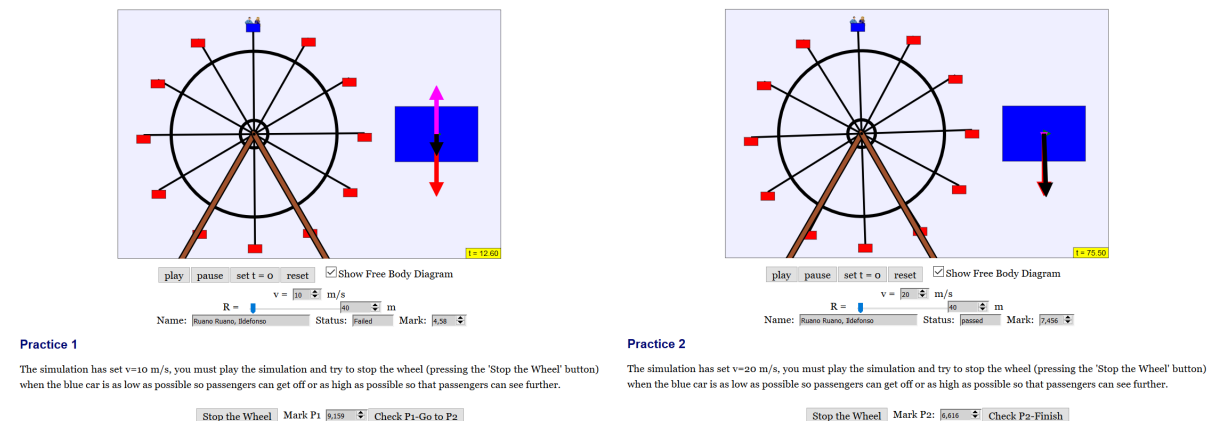 t = 12.60
play pause set t = 0 reset Show Free Body Diagram
v = 10 m/s
R = 40 m
Name: Ruano Ruano, Ildefonso Status: Failed Mark: 4,58
Practice 1
The simulation has set v=10 m/s, you must play the simulation and try to stop the wheel (pressing the 'Stop the Wheel' button)
when the blue car is as low as possible so passengers can get off or as high as possible so that passengers can see further.
Stop the Wheel Mark P1 9,159 Check P1-Go to P2
t = 75.50
play pause set t = 0 reset Show Free Body Diagram
v = 20 m/s
R = 40 m
Name: Ruano Ruano, Ildefonso Status: passed Mark: 7,456
Practice 2
The simulation has set v=20 m/s, you must play the simulation and try to stop the wheel (pressing the 'Stop the Wheel' button)
when the blue car is as low as possible so passengers can get off or as high as possible so that passengers can see further.
Stop the Wheel Mark P2: 6,616 Check P2-Finish